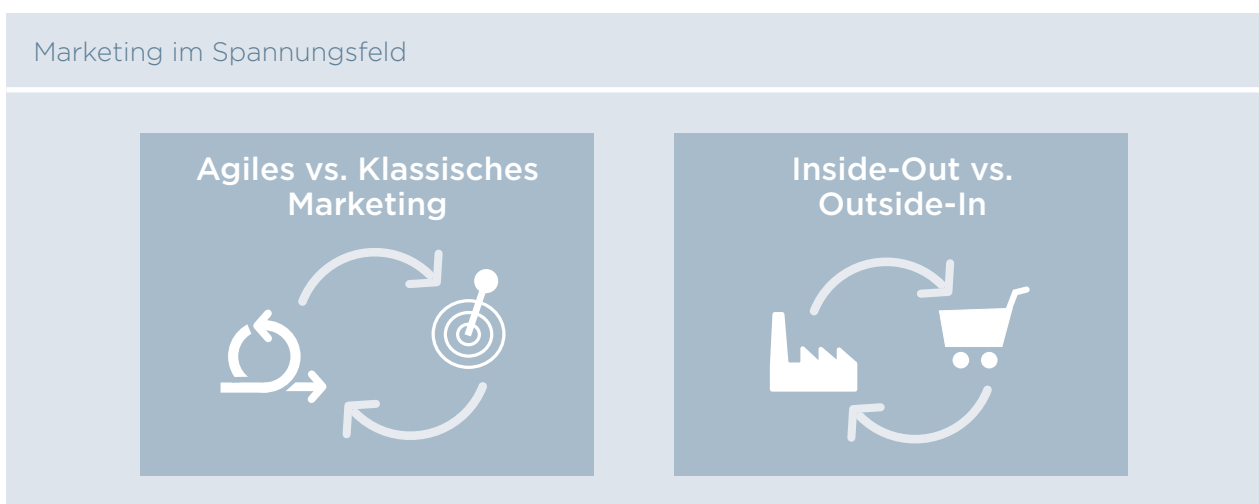 Marketing im Spannungsfeld
Agiles vs. Klassisches
Marketing
Inside-Out vs.
Outside-In